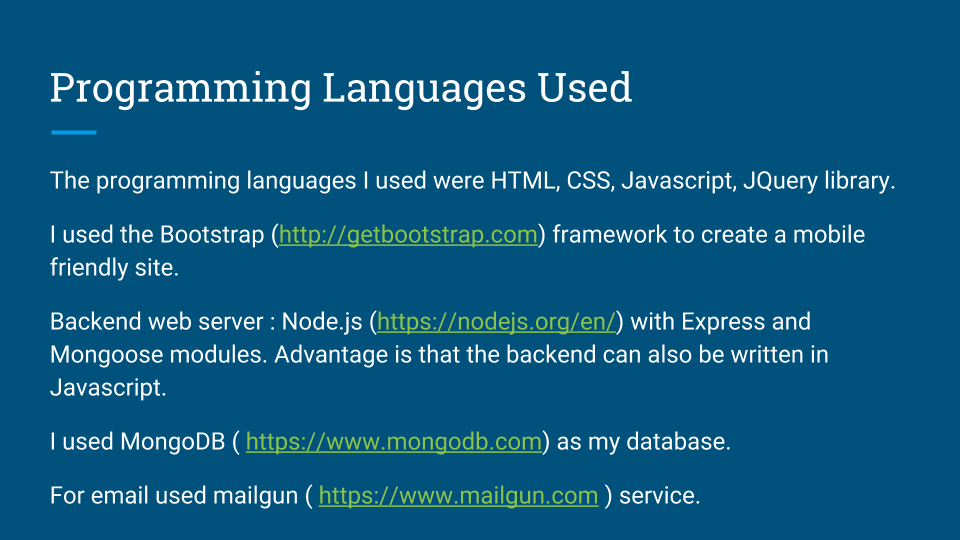 Programming Languages Used
The programming languages I used were HTML, CSS, Javascript, JQuery library.
I used the Bootstrap (http://getbootstrap.com) framework to create a mobile
friendly site.
Backend web server : Node.js (https://nodejs.org/en/) with Express and
Mongoose modules. Advantage is that the backend can also be written in
Javascript.
I used MongoDB ( https://www.mongodb.com) as my database.
For email used mailgun ( https://www.mailgun.com ) service.